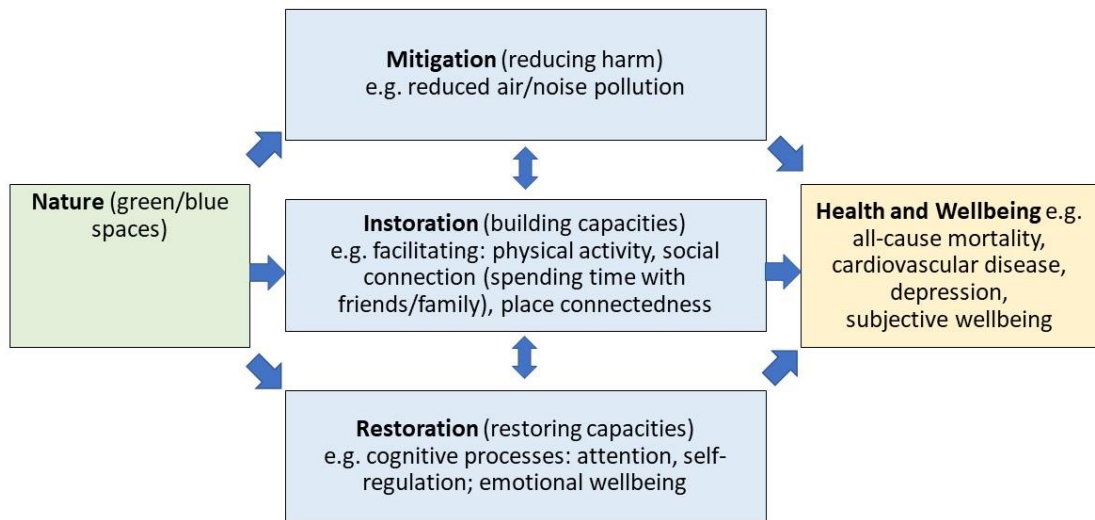 Mitigation (reducing harm)
e.g. reduced air/noise pollution
Nature (green/blue
spaces)
Instoration (building capacities)
e.g. facilitating: physical activity, social
connection (spending time with
friends/family), place connectedness
Health and Wellbeing e.g.
all-cause mortality,
cardiovascular disease,
depression,
subjective wellbeing
Restoration (restoring capacities)
e.g. cognitive processes: attention, self-
regulation; emotional wellbeing